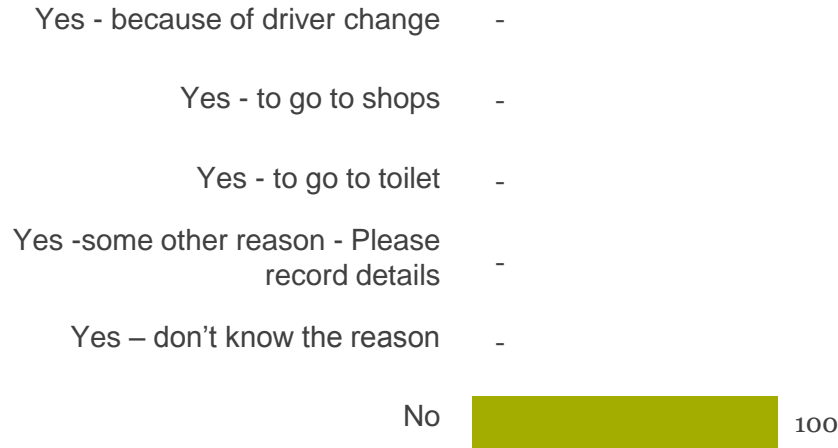 Yes - because of driver change -
Yes - to go to shops -
Yes - to go to toilet -
Yes -some other reason - Please
record details -
Yes – don’t know the reason -
No 100